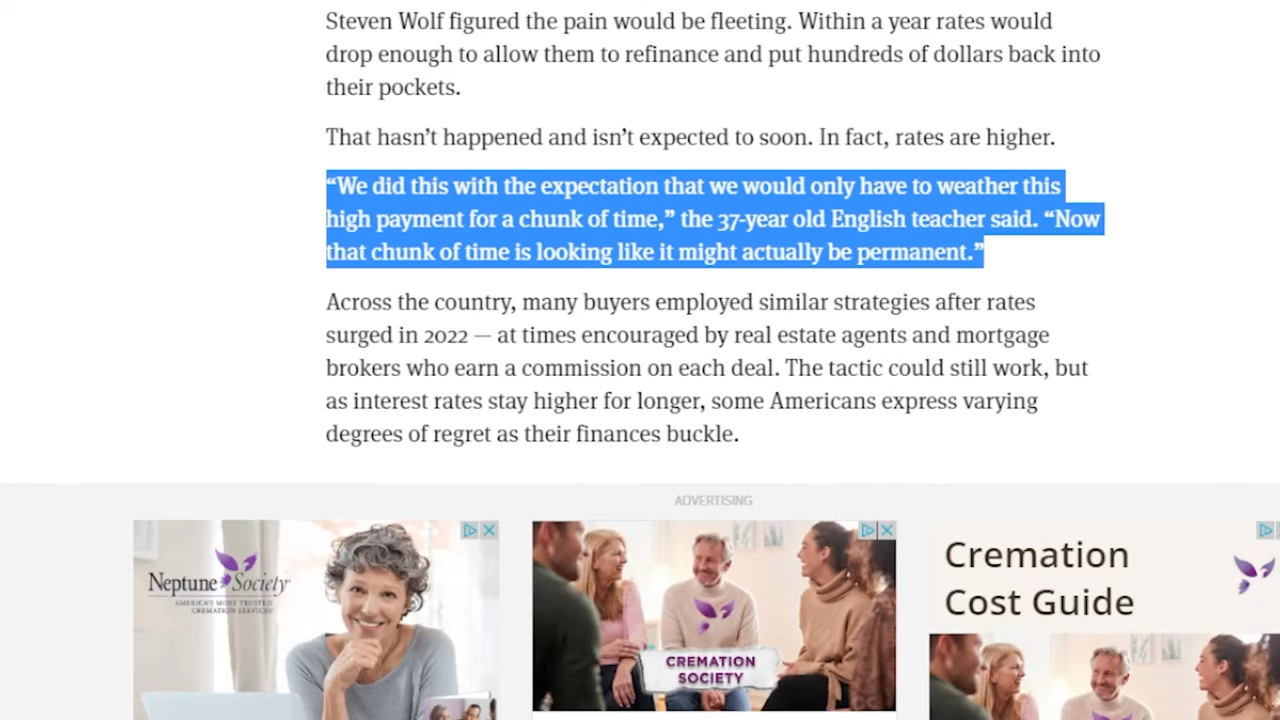 Steven Wolf figured the pain would be fleeting. Within a year rates would
drop enough to allow them to refinance and put hundreds of dollars back into
their pockets.
That hasn’t happened and isn’t expected to soon. In fact, rates are higher.
“We did this with the expectation that we would only have to weather this
high payment for a chunk of time,” the 37-year old English teacher said. “Now
that chunk of time is looking like it might actually be permanent.”
Across the country, many buyers employed similar strategies after rates
surged in 2022 — at times encouraged by real estate agents and mortgage
brokers who earn a commission on each deal. The tactic could still work, but
as interest rates stay higher for longer, some Americans express varying
degrees of regret as their finances buckle.
ADVERTISING
Neptune Society
AMERICA'S MOST TRUSTED
CREMATION SERVICES
CREMATION
SOCIETY
Cremation
Cost Guide